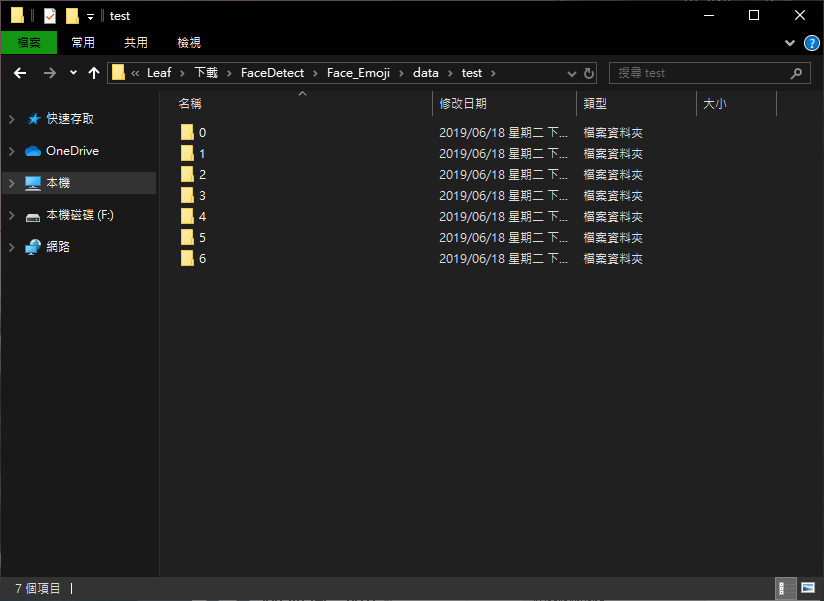 test
檔案 常用 共用 檢視
« Leaf › 下載 › FaceDetect › Face_Emoji › data › test › 搜尋 test
名稱 修改日期 類型 大小
快速存取
OneDrive
本機
本機磁碟 (F:)
網路
0 2019/06/18 星期二 下... 檔案資料夾
1 2019/06/18 星期二 下... 檔案資料夾
2 2019/06/18 星期二 下... 檔案資料夾
3 2019/06/18 星期二 下... 檔案資料夾
4 2019/06/18 星期二 下... 檔案資料夾
5 2019/06/18 星期二 下... 檔案資料夾
6 2019/06/18 星期二 下... 檔案資料夾
7 個項目